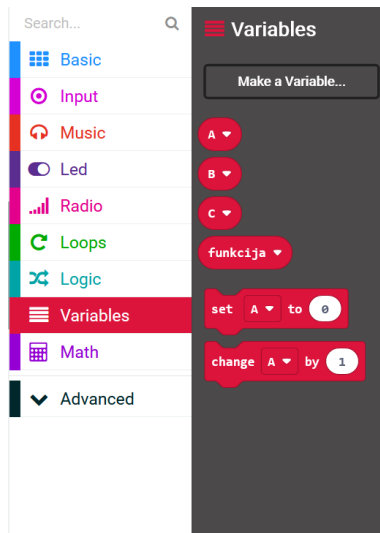 Search...
Basic
Input
Music
Led
Radio
Loops
Logic
Variables
Math
Advanced
Variables
Make a Variable...
A
B
C
funkcija
set A to 0
change A by 1